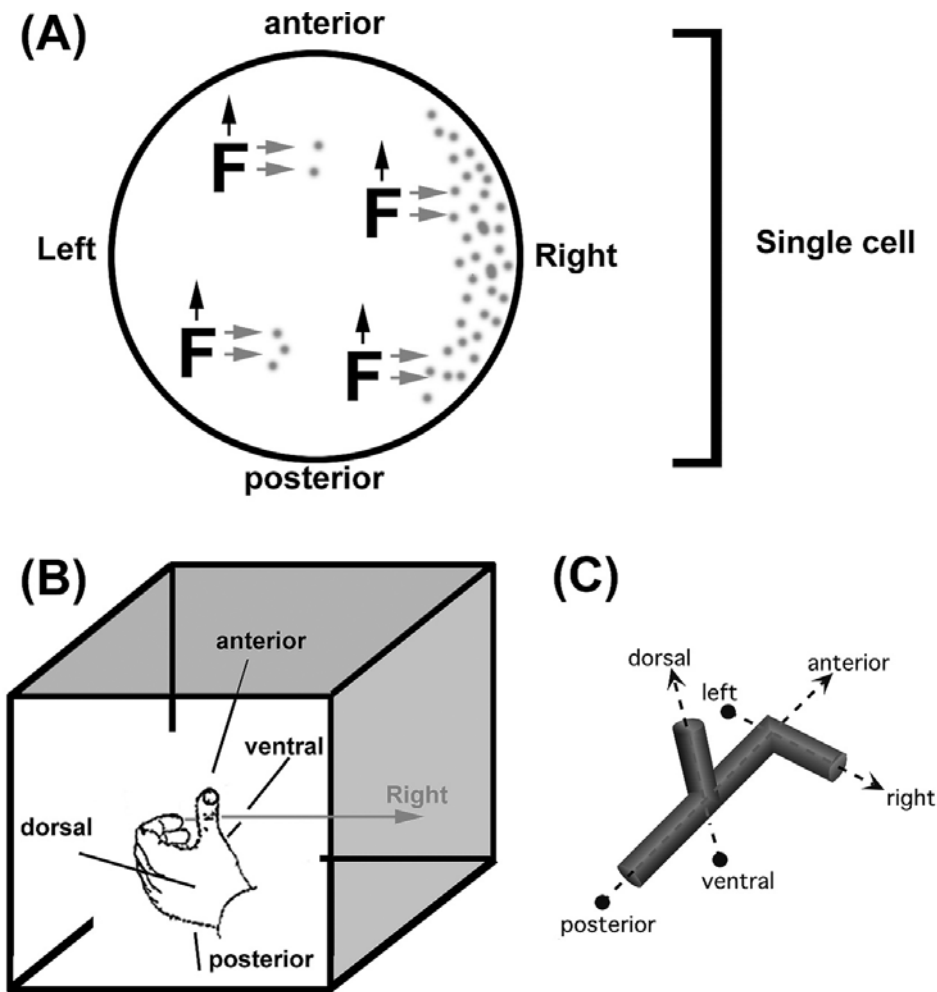 (A)
anterior
F
F
Left
Right
Single cell
F
F
posterior
(B)
anterior
ventral
Right
dorsal
posterior
(C)
dorsal
left
anterior
right
ventral
posterior